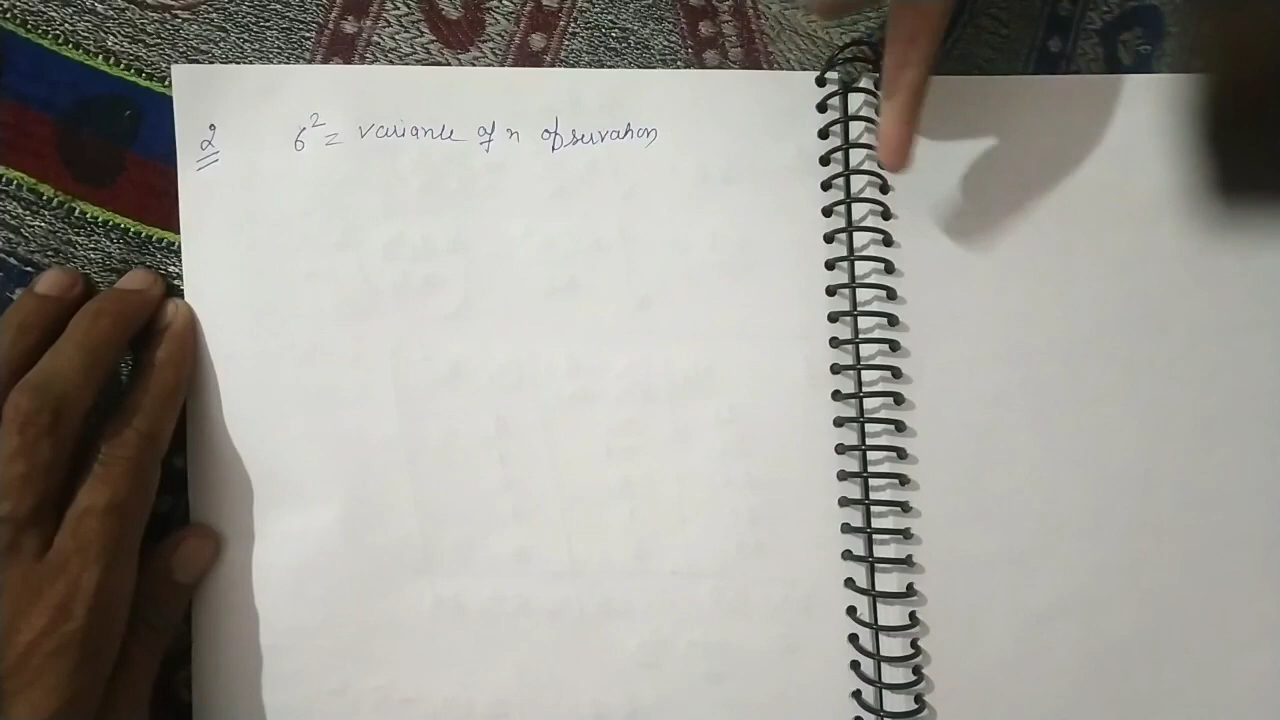 2 6² = variance of n observation